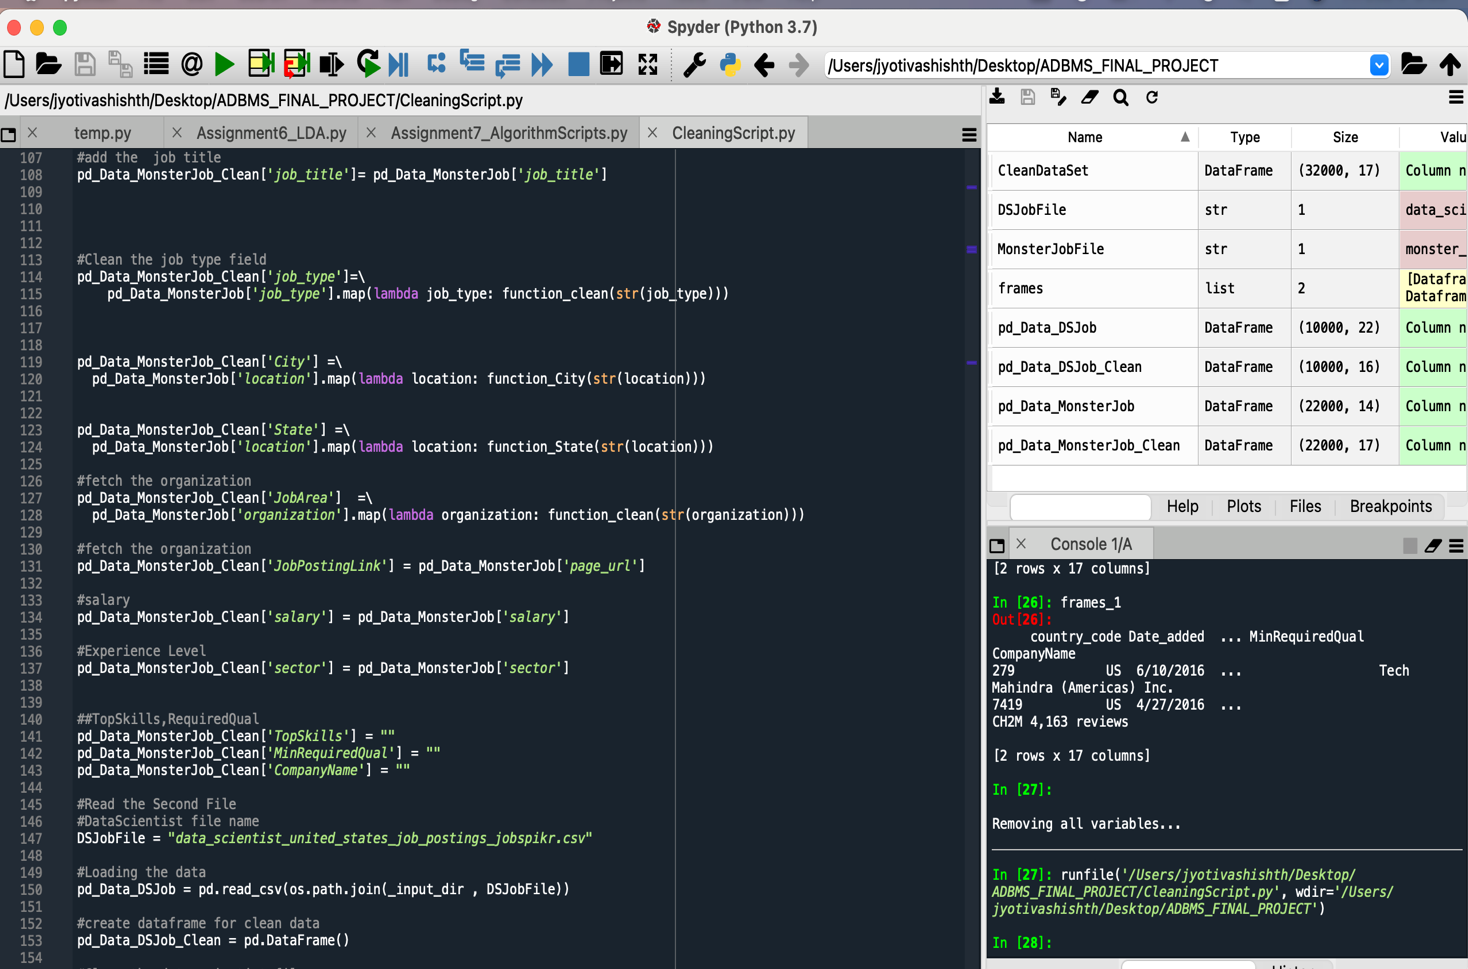 Spyder (Python 3.7)
/Users/jyotivashishth/Desktop/ADBMS_FINAL_PROJECT
/Users/jyotivashishth/Desktop/ADBMS_FINAL_PROJECT/CleaningScript.py
temp.py
Assignment6_LDA.py
Assignment7_AlgorithmScripts.py
CleaningScript.py
107 #add the  job title
108 pd_Data_MonsterJob_Clean['job_title']= pd_Data_MonsterJob['job_title']
109
110
111
112
113 #Clean the job type field
114 pd_Data_MonsterJob_Clean['job_type']=\
115     pd_Data_MonsterJob['job_type'].map(lambda job_type: function_clean(str(job_type)))
116
117
118
119 pd_Data_MonsterJob_Clean['City'] =\
120   pd_Data_MonsterJob['location'].map(lambda location: function_City(str(location)))
121
122
123 pd_Data_MonsterJob_Clean['State'] =\
124   pd_Data_MonsterJob['location'].map(lambda location: function_State(str(location)))
125
126 #fetch the organization
127 pd_Data_MonsterJob_Clean['JobArea']  =\
128   pd_Data_MonsterJob['organization'].map(lambda organization: function_clean(str(organization)))
129
130 #fetch the organization
131 pd_Data_MonsterJob_Clean['JobPostingLink'] = pd_Data_MonsterJob['page_url']
132
133 #salary
134 pd_Data_MonsterJob_Clean['salary'] = pd_Data_MonsterJob['salary']
135
136 #Experience Level
137 pd_Data_MonsterJob_Clean['sector'] = pd_Data_MonsterJob['sector']
138
139
140 ##TopSkills,RequiredQual
141 pd_Data_MonsterJob_Clean['TopSkills'] = ""
142 pd_Data_MonsterJob_Clean['MinRequiredQual'] = ""
143 pd_Data_MonsterJob_Clean['CompanyName'] = ""
144
145 #Read the Second File
146 #DataScientist file name
147 DSJobFile = "data_scientist_united_states_job_postings_jobspikr.csv"
148
149 #Loading the data
150 pd_Data_DSJob = pd.read_csv(os.path.join(_input_dir , DSJobFile))
151
152 #create dataframe for clean data
153 pd_Data_DSJob_Clean = pd.DataFrame()
154
Name Type Size Valu
CleanDataSet DataFrame (32000, 17) Column n
DSJobFile str 1 data_sci
MonsterJobFile str 1 monster_
frames list 2 [Datafra
Datafram
pd_Data_DSJob DataFrame (10000, 22) Column n
pd_Data_DSJob_Clean DataFrame (10000, 16) Column n
pd_Data_MonsterJob DataFrame (22000, 14) Column n
pd_Data_MonsterJob_Clean DataFrame (22000, 17) Column n
Help Plots Files Breakpoints
Console 1/A
[2 rows x 17 columns]
In [26]: frames_1
Out[26]:
country_code Date_added  ... MinRequiredQual
CompanyName
279            US  6/10/2016  ...                  Tech
Mahindra (Americas) Inc.
7419           US  4/27/2016  ...
CH2M 4,163 reviews
[2 rows x 17 columns]
In [27]:
Removing all variables...
In [27]: runfile('/Users/jyotivashishth/Desktop/
ADBMS_FINAL_PROJECT/CleaningScript.py', wdir='/Users/
jyotivashishth/Desktop/ADBMS_FINAL_PROJECT')
In [28]: